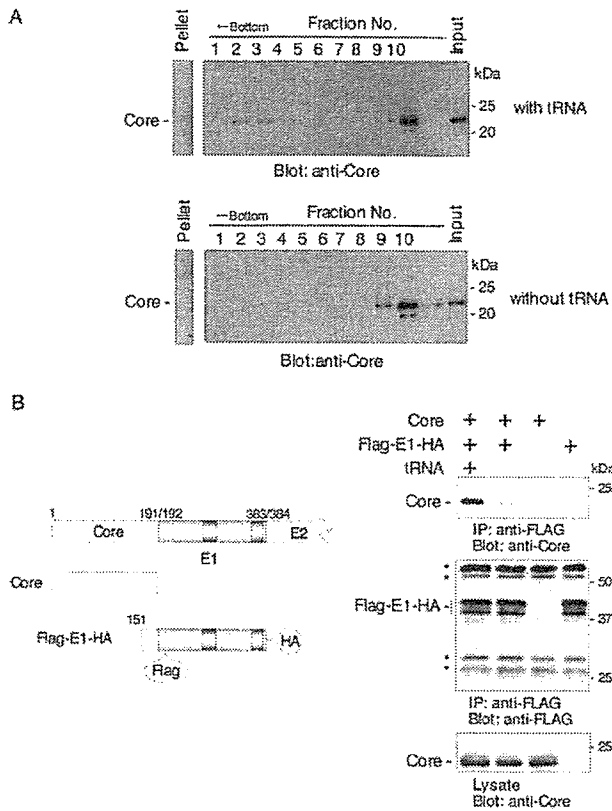 A
Pellet ←Bottom Fraction No. Input
1 2 3 4 5 6 7 8 9 10
kDa
- 25
Core - with tRNA
- 20
Blot: anti-Core
Pellet ←Bottom Fraction No. Input
1 2 3 4 5 6 7 8 9 10
kDa
- 25
Core - without tRNA
- 20
Blot:anti-Core
B
Core + + +
Flag-E1-HA + + +
tRNA +
kDa
25
Core -
IP: anti-FLAG
Blot: anti-Core
1 191/192 383/384
Core E2
E1
Core
151
Flag-E1-HA HA
Flag
*
*
50
Flag-E1-HA
37
*
*
25
IP: anti-FLAG
Blot: anti-FLAG
25
Core -
Lysate
Blot: anti-Core